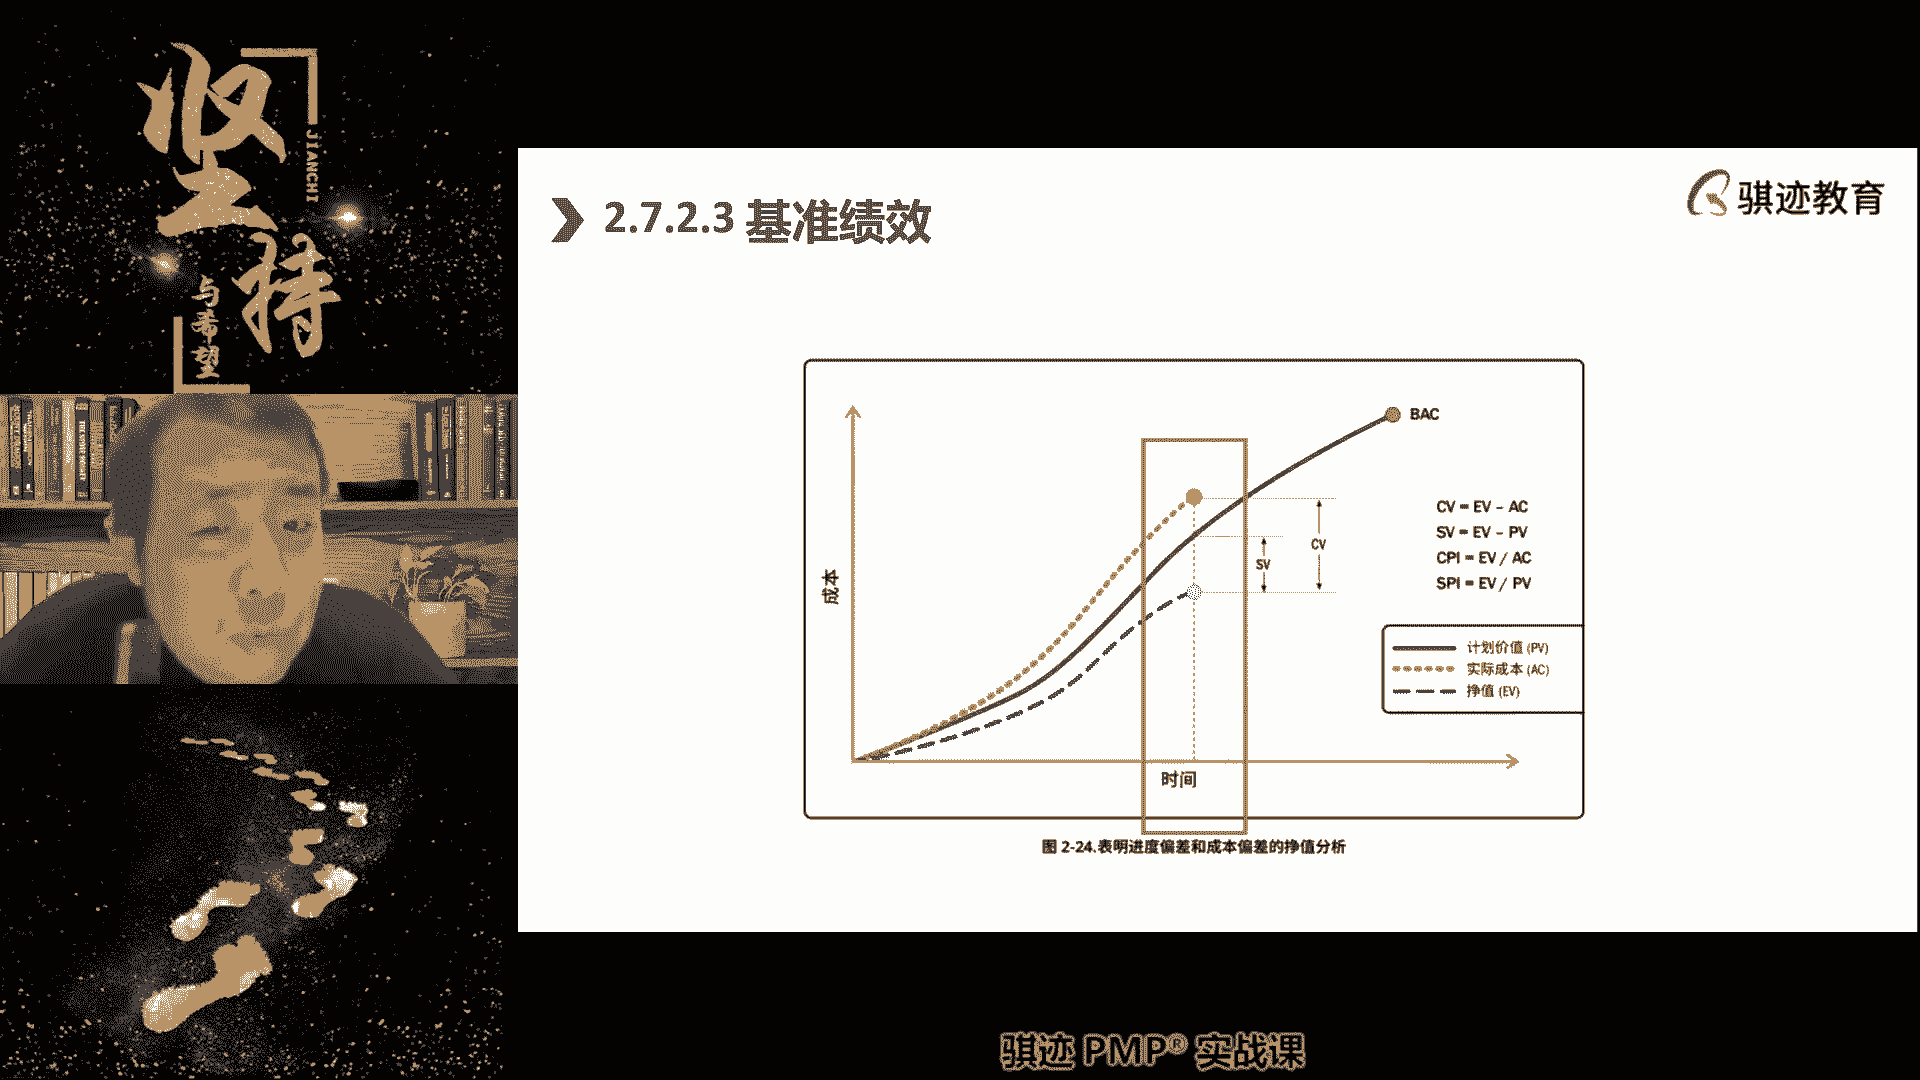 坚持
JIANCHI
与希望
2.7.2.3 基准绩效
骐迹教育
BAC
CV = EV - AC
SV = EV - PV
CPI = EV / AC
SPI = EV / PV
CV
SV
成本
计划价值 (PV)
实际成本 (AC)
挣值 (EV)
时间
图 2-24.表明进度偏差和成本偏差的挣值分析
骐迹 PMP® 实战课